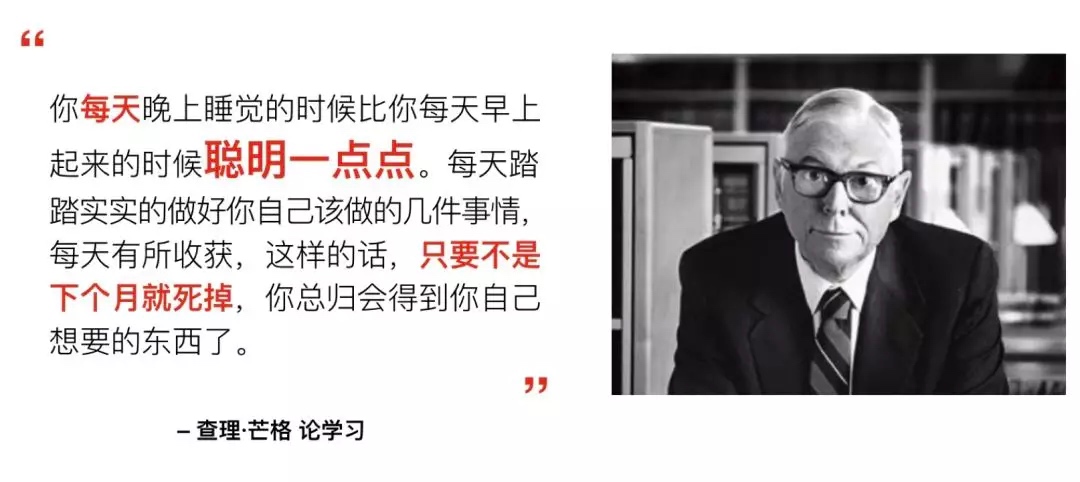 “
你每天晚上睡觉的时候比你每天早上
起来的时候聪明一点点。每天踏
踏实实的做好你自己该做的几件事情，
每天有所收获，这样的话，只要不是
下个月就死掉，你总归会得到你自己
想要的东西了。
”
– 查理·芒格 论学习